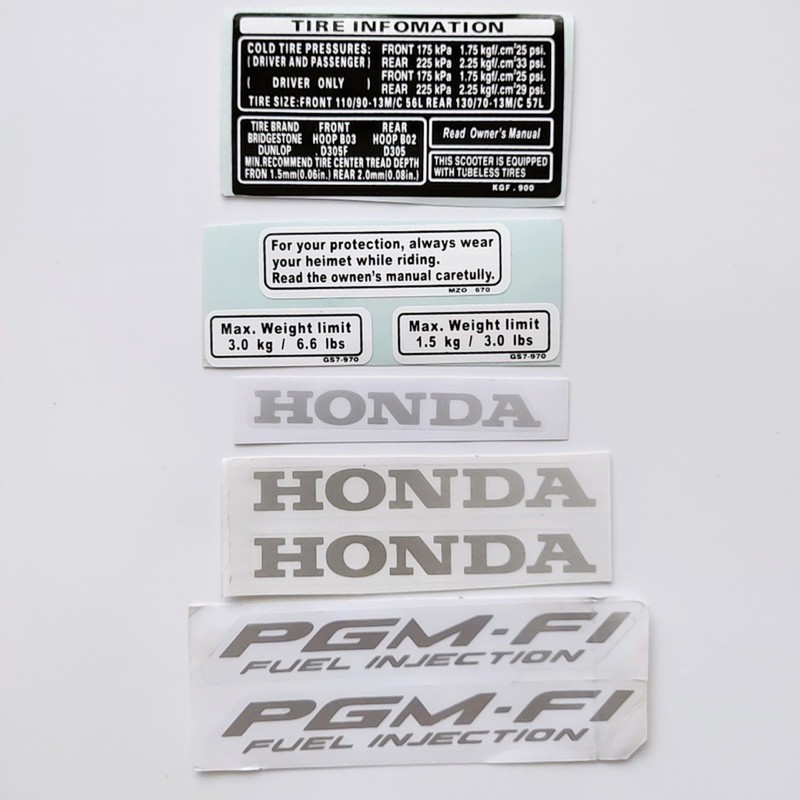 TIRE INFOMATION
COLD TIRE PRESSURES: FRONT 175 kPa 1.75 kgf/.cm²25 psi.
(DRIVER AND PASSENGER) REAR 225 kPa 2.25 kgf/.cm²33 psi.
( DRIVER ONLY ) FRONT 175 kPa 1.75 kgf/.cm²25 psi.
REAR 225 kPa 2.25 kgf/.cm²29 psi.
TIRE SIZE:FRONT 110/90-13M/C 56L REAR 130/70-13M/C 57L
TIRE BRAND FRONT REAR
BRIDGESTONE HOOP B03 HOOP B02
DUNLOP . D305F D305
MIN.RECOMMEND TIRE CENTER TREAD DEPTH
FRON 1.5mm(0.06in.) REAR 2.0mm(0.08in.)
Read Owner's Manual
THIS SCOOTER IS EQUIPPED
WITH TUBELESS TIRES
KGF . 900
For your protection, always wear
your heimet while riding.
Read the owner's manual caretully.
MZO 670
Max. Weight limit
3.0 kg / 6.6 lbs
GS7-970
Max. Weight limit
1.5 kg / 3.0 lbs
GS7-970
HONDA
HONDA
HONDA
PGM-FI
FUEL INJECTION
PGM-FI
FUEL INJECTION